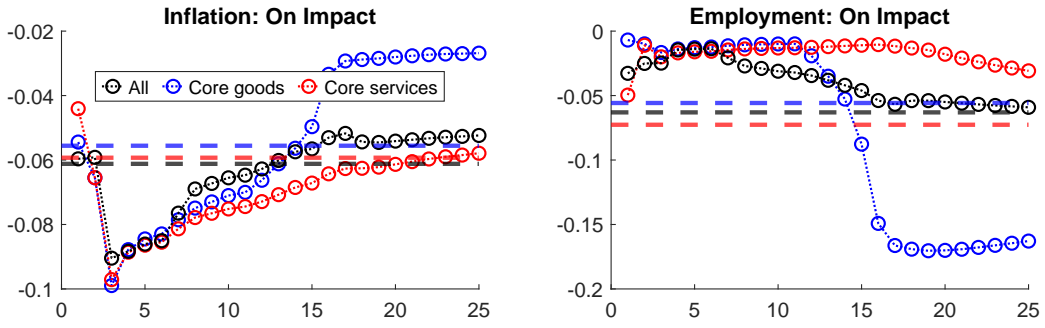 Inflation: On Impact
-0.02
-0.04
-0.06
-0.08
-0.1
0 5 10 15 20 25
All Core goods Core services
Employment: On Impact
0
-0.05
-0.1
-0.15
-0.2
0 5 10 15 20 25